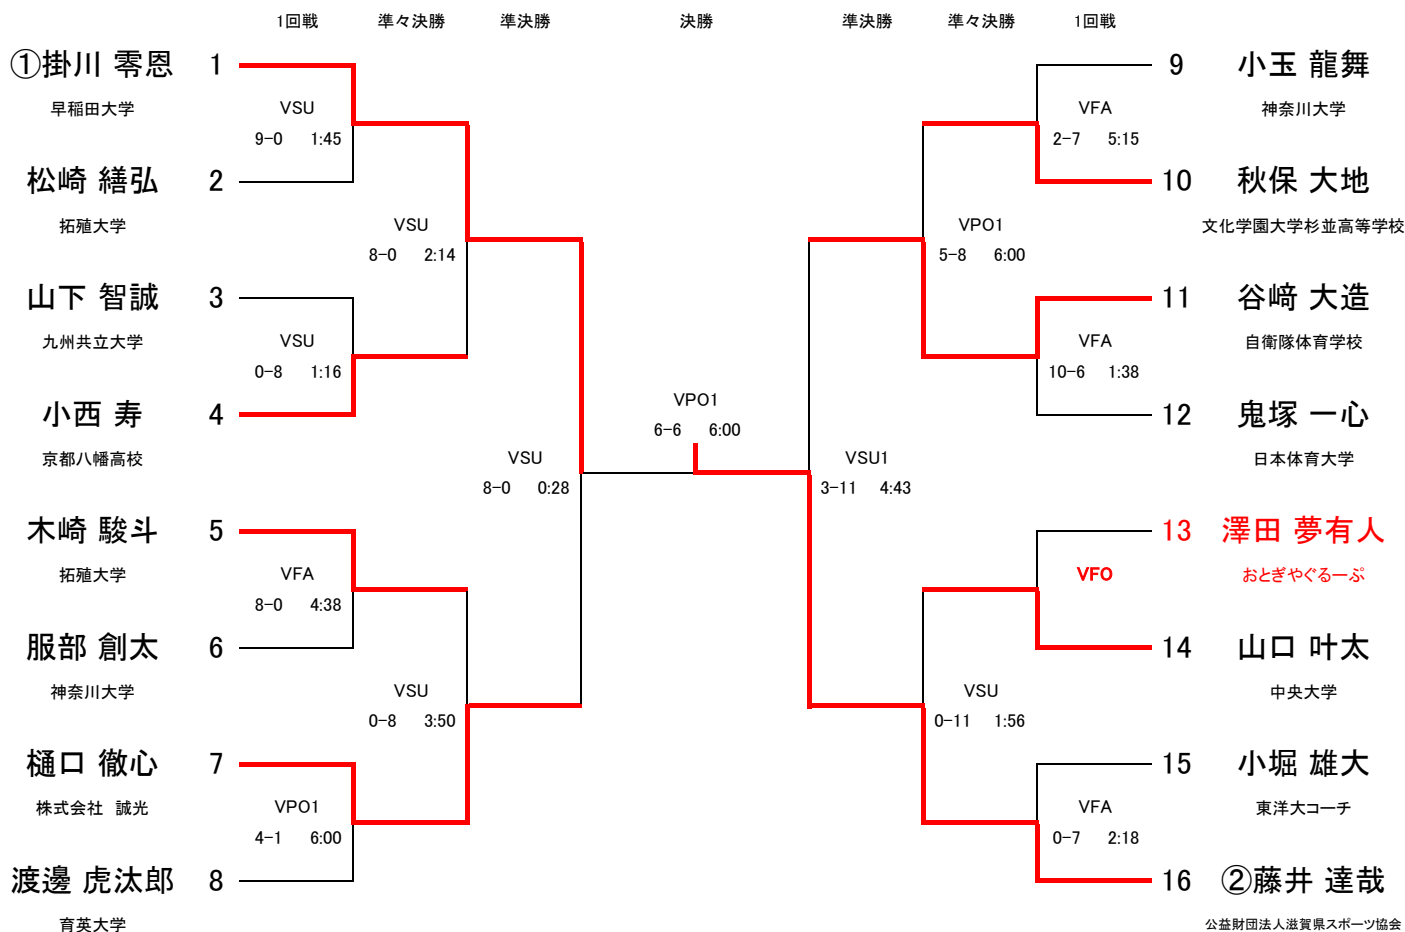 1回戦 準々決勝 準決勝 決勝 準決勝 準々決勝 1回戦
①掛川 零恩 1
早稲田大学
VSU
9-0 1:45
松崎 繕弘 2
拓殖大学
VSU
8-0 2:14
山下 智誠 3
九州共立大学
VSU
0-8 1:16
小西 寿 4
京都八幡高校
VSU
8-0 0:28
木崎 駿斗 5
拓殖大学
VFA
8-0 4:38
服部 創太 6
神奈川大学
VSU
0-8 3:50
樋口 徹心 7
株式会社 誠光
VPO1
4-1 6:00
渡邊 虎汰郎 8
育英大学
VPO1
6-6 6:00
9 小玉 龍舞
神奈川大学
VFA
2-7 5:15
10 秋保 大地
文化学園大学杉並高等学校
VPO1
5-8 6:00
11 谷﨑 大造
自衛隊体育学校
VFA
10-6 1:38
12 鬼塚 一心
日本体育大学
VSU1
3-11 4:43
13 澤田 夢有人
おとぎやぐるーぷ
VFO
14 山口 叶太
中央大学
VSU
0-11 1:56
15 小堀 雄大
東洋大コーチ
VFA
0-7 2:18
16 ②藤井 達哉
公益財団法人滋賀県スポーツ協会